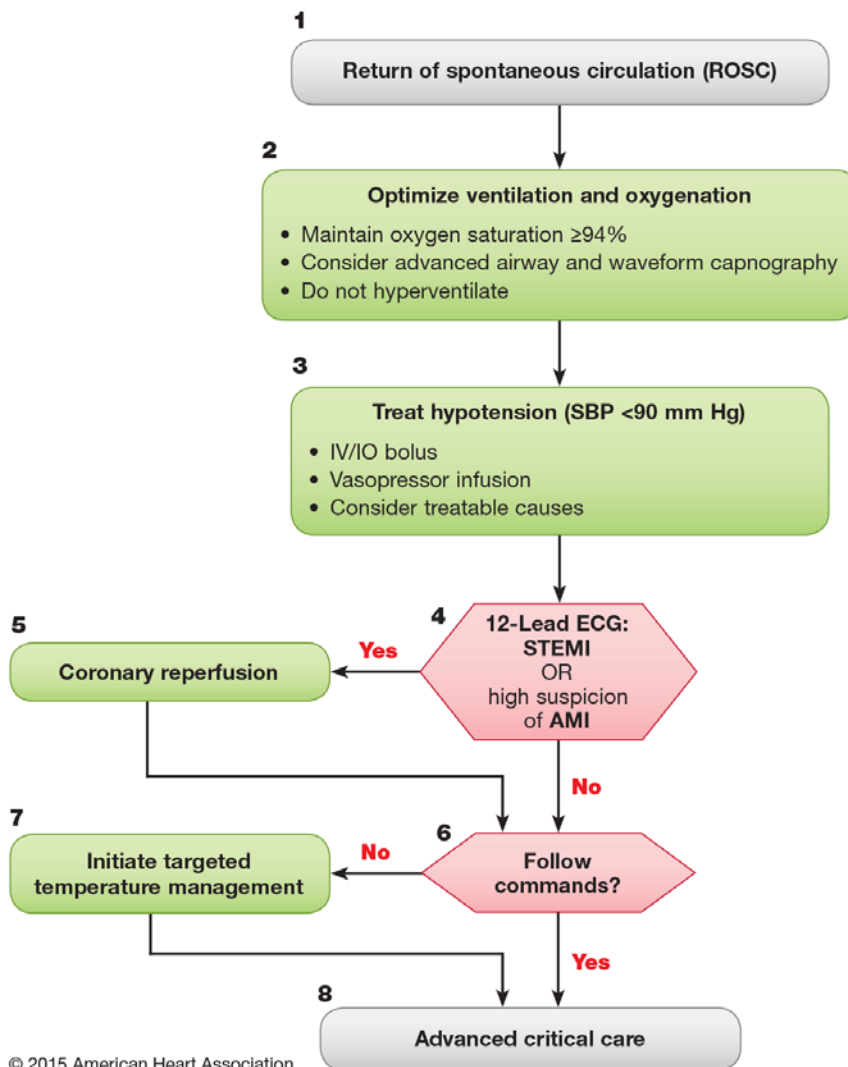 1
Return of spontaneous circulation (ROSC)
2
Optimize ventilation and oxygenation
• Maintain oxygen saturation ≥94%
• Consider advanced airway and waveform capnography
• Do not hyperventilate
3
Treat hypotension (SBP <90 mm Hg)
• IV/IO bolus
• Vasopressor infusion
• Consider treatable causes
4
12-Lead ECG:
STEMI
OR
high suspicion
of AMI
Yes
5
Coronary reperfusion
No
6
Follow
commands?
No
7
Initiate targeted
temperature management
Yes
8
Advanced critical care
© 2015 American Heart Association